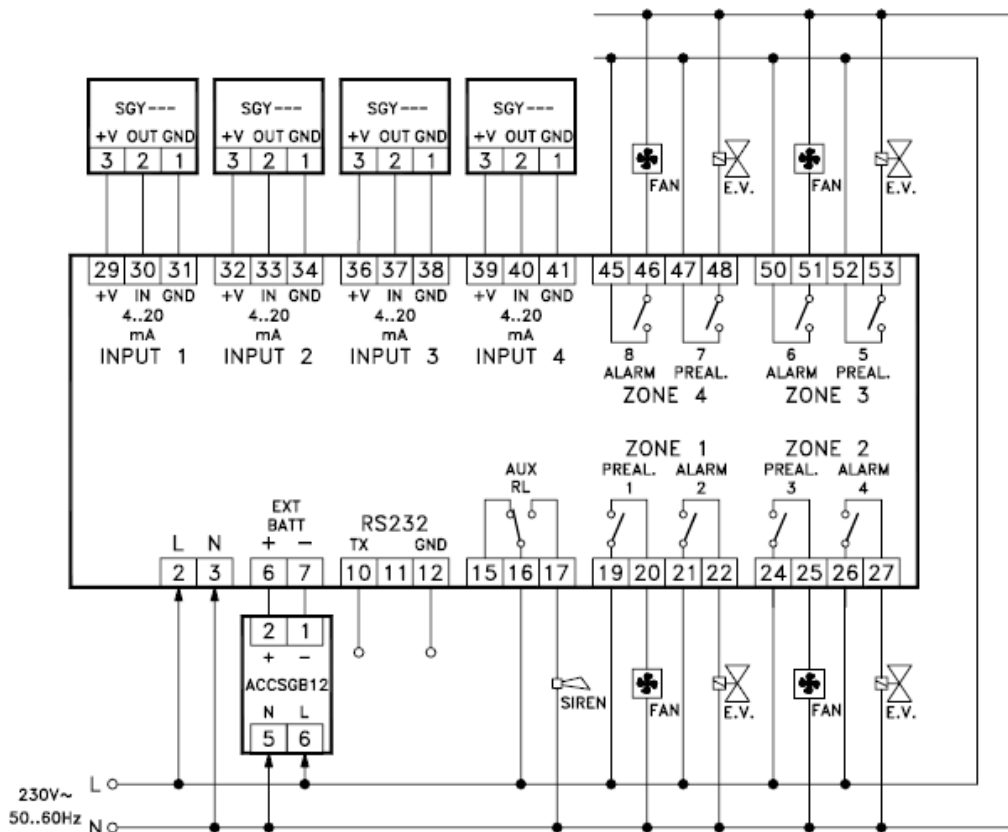 SGY--- SGY--- SGY--- SGY---
+V OUT GND +V OUT GND +V OUT GND +V OUT GND
3 2 1 3 2 1 3 2 1 3 2 1
FAN E.V. FAN E.V.
29 30 31 32 33 34 36 37 38 39 40 41 45 46 47 48 50 51 52 53
+V IN GND +V IN GND +V IN GND +V IN GND
4..20 4..20 4..20 4..20
mA mA mA mA
INPUT 1 INPUT 2 INPUT 3 INPUT 4
8 7 6 5
ALARM PREAL. ALARM PREAL.
ZONE 4 ZONE 3
ZONE 1 ZONE 2
PREAL. ALARM PREAL. ALARM
1 2 3 4
AUX
RL
EXT
BATT
RS232
L N + − TX GND
2 3 6 7 10 11 12 15 16 17 19 20 21 22 24 25 26 27
2 1
+ −
ACCSGB12
N L
5 6
SIREN FAN E.V. FAN E.V.
230V~
50..60Hz
L
N